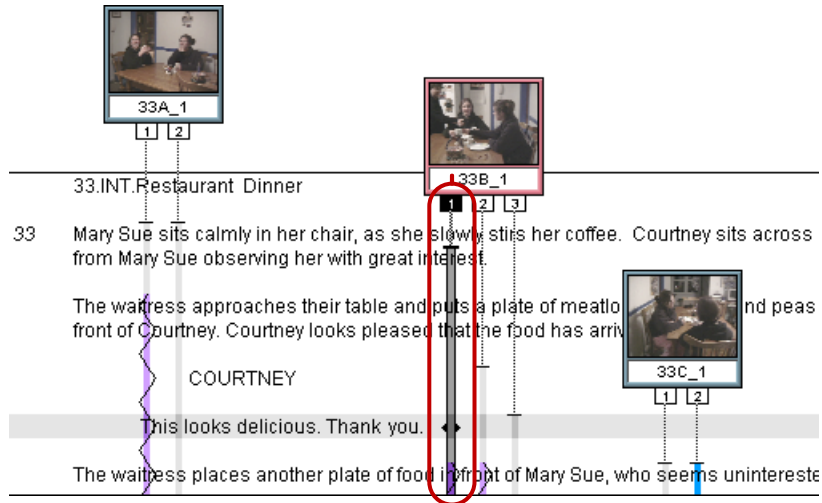 33A_1
1 2
33B_1
1 2 3
33.INT.Restaurant Dinner
33 Mary Sue sits calmly in her chair, as she slowly stirs her coffee. Courtney sits across
from Mary Sue observing her with great interest.
The waitress approaches their table and puts a plate of nd peas
front of Courtney. Courtney looks pleased that the food has
33C_1
1 2
COURTNEY
This looks delicious. Thank you.
The waitress places another plate of food in front of Mary Sue, who seems